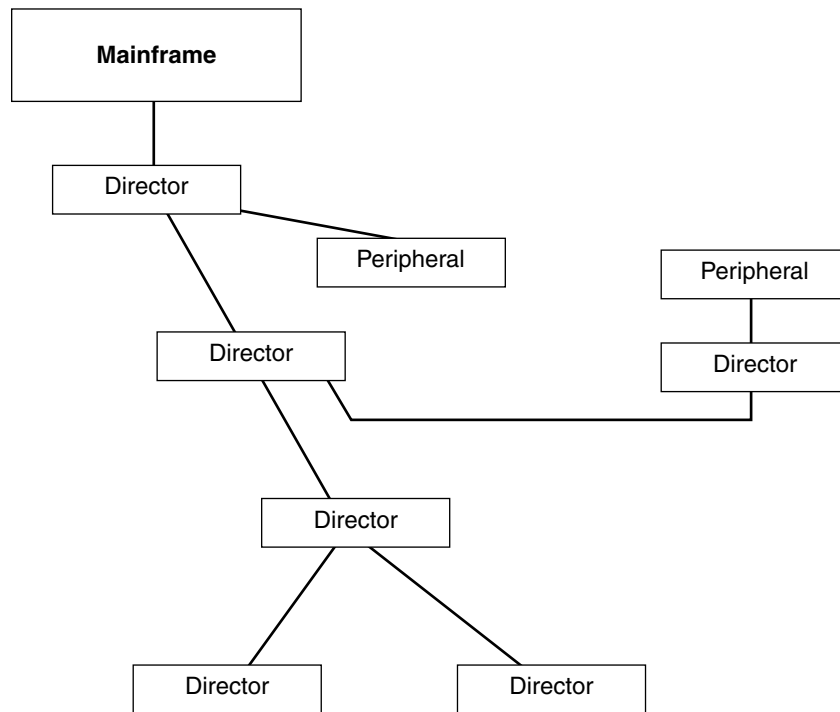 Mainframe
Director
Peripheral
Peripheral
Director
Director
Director
Director
Director